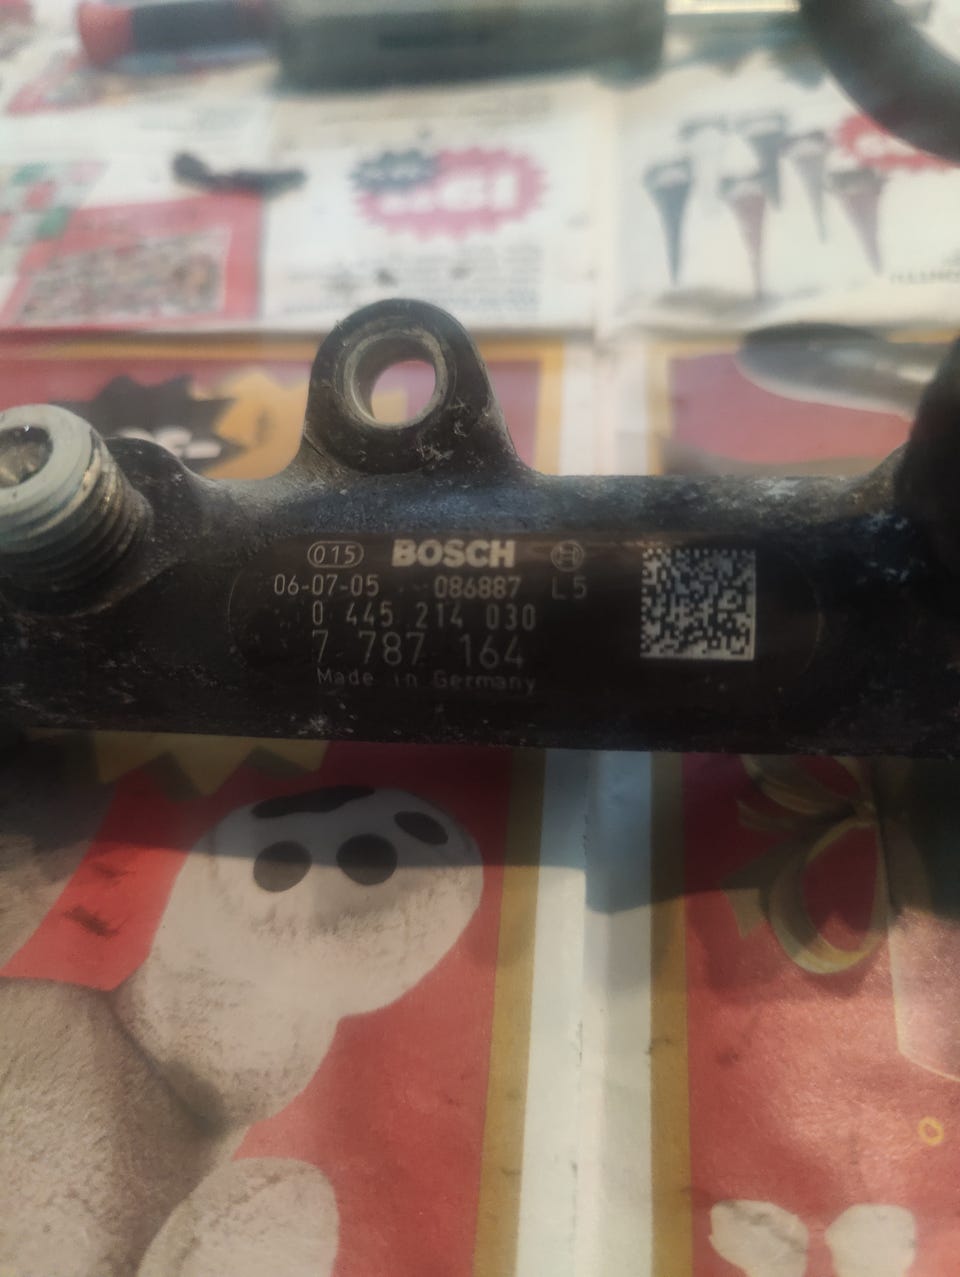 015 BOSCH H
06-07-05 086887 L5
0 445 214 030
7 787 164
Made in Germany